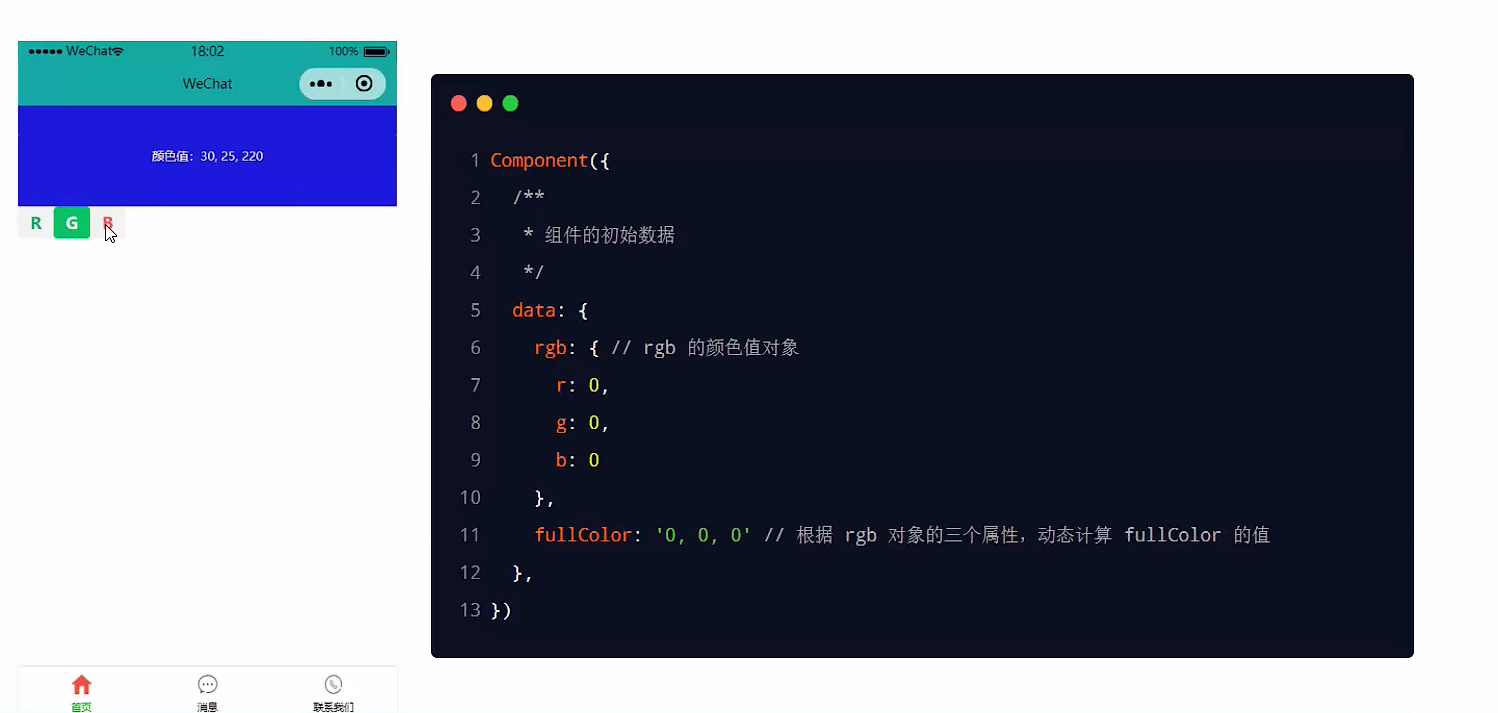 WeChat 18:02 100%
WeChat
颜色值：30, 25, 220
R G B
首页 消息 联系我们
1 Component({
2 /**
3 * 组件的初始数据
4 */
5 data: {
6 rgb: { // rgb 的颜色值对象
7 r: 0,
8 g: 0,
9 b: 0
10 },
11 fullColor: '0, 0, 0' // 根据 rgb 对象的三个属性，动态计算 fullColor 的值
12 },
13 })